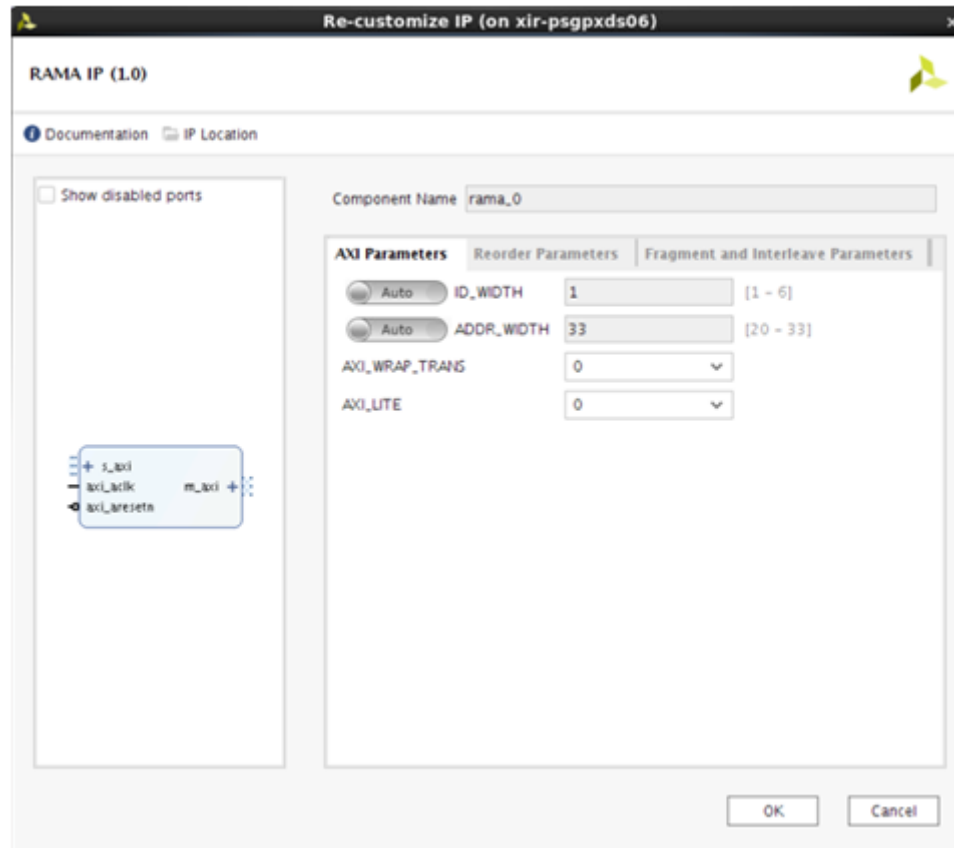 Re-customize IP (on xir-psgpxds06)
RAMA IP (1.0)
Documentation IP Location
Show disabled ports
Component Name rama_0
AXI Parameters Reorder Parameters Fragment and Interleave Parameters
Auto ID_WIDTH 1 [1 - 6]
Auto ADDR_WIDTH 33 [20 - 33]
AXI_WRAP_TRANS 0
AXI_LITE 0
s_axi
axi_aclk m_axi
axi_aresetn
OK Cancel